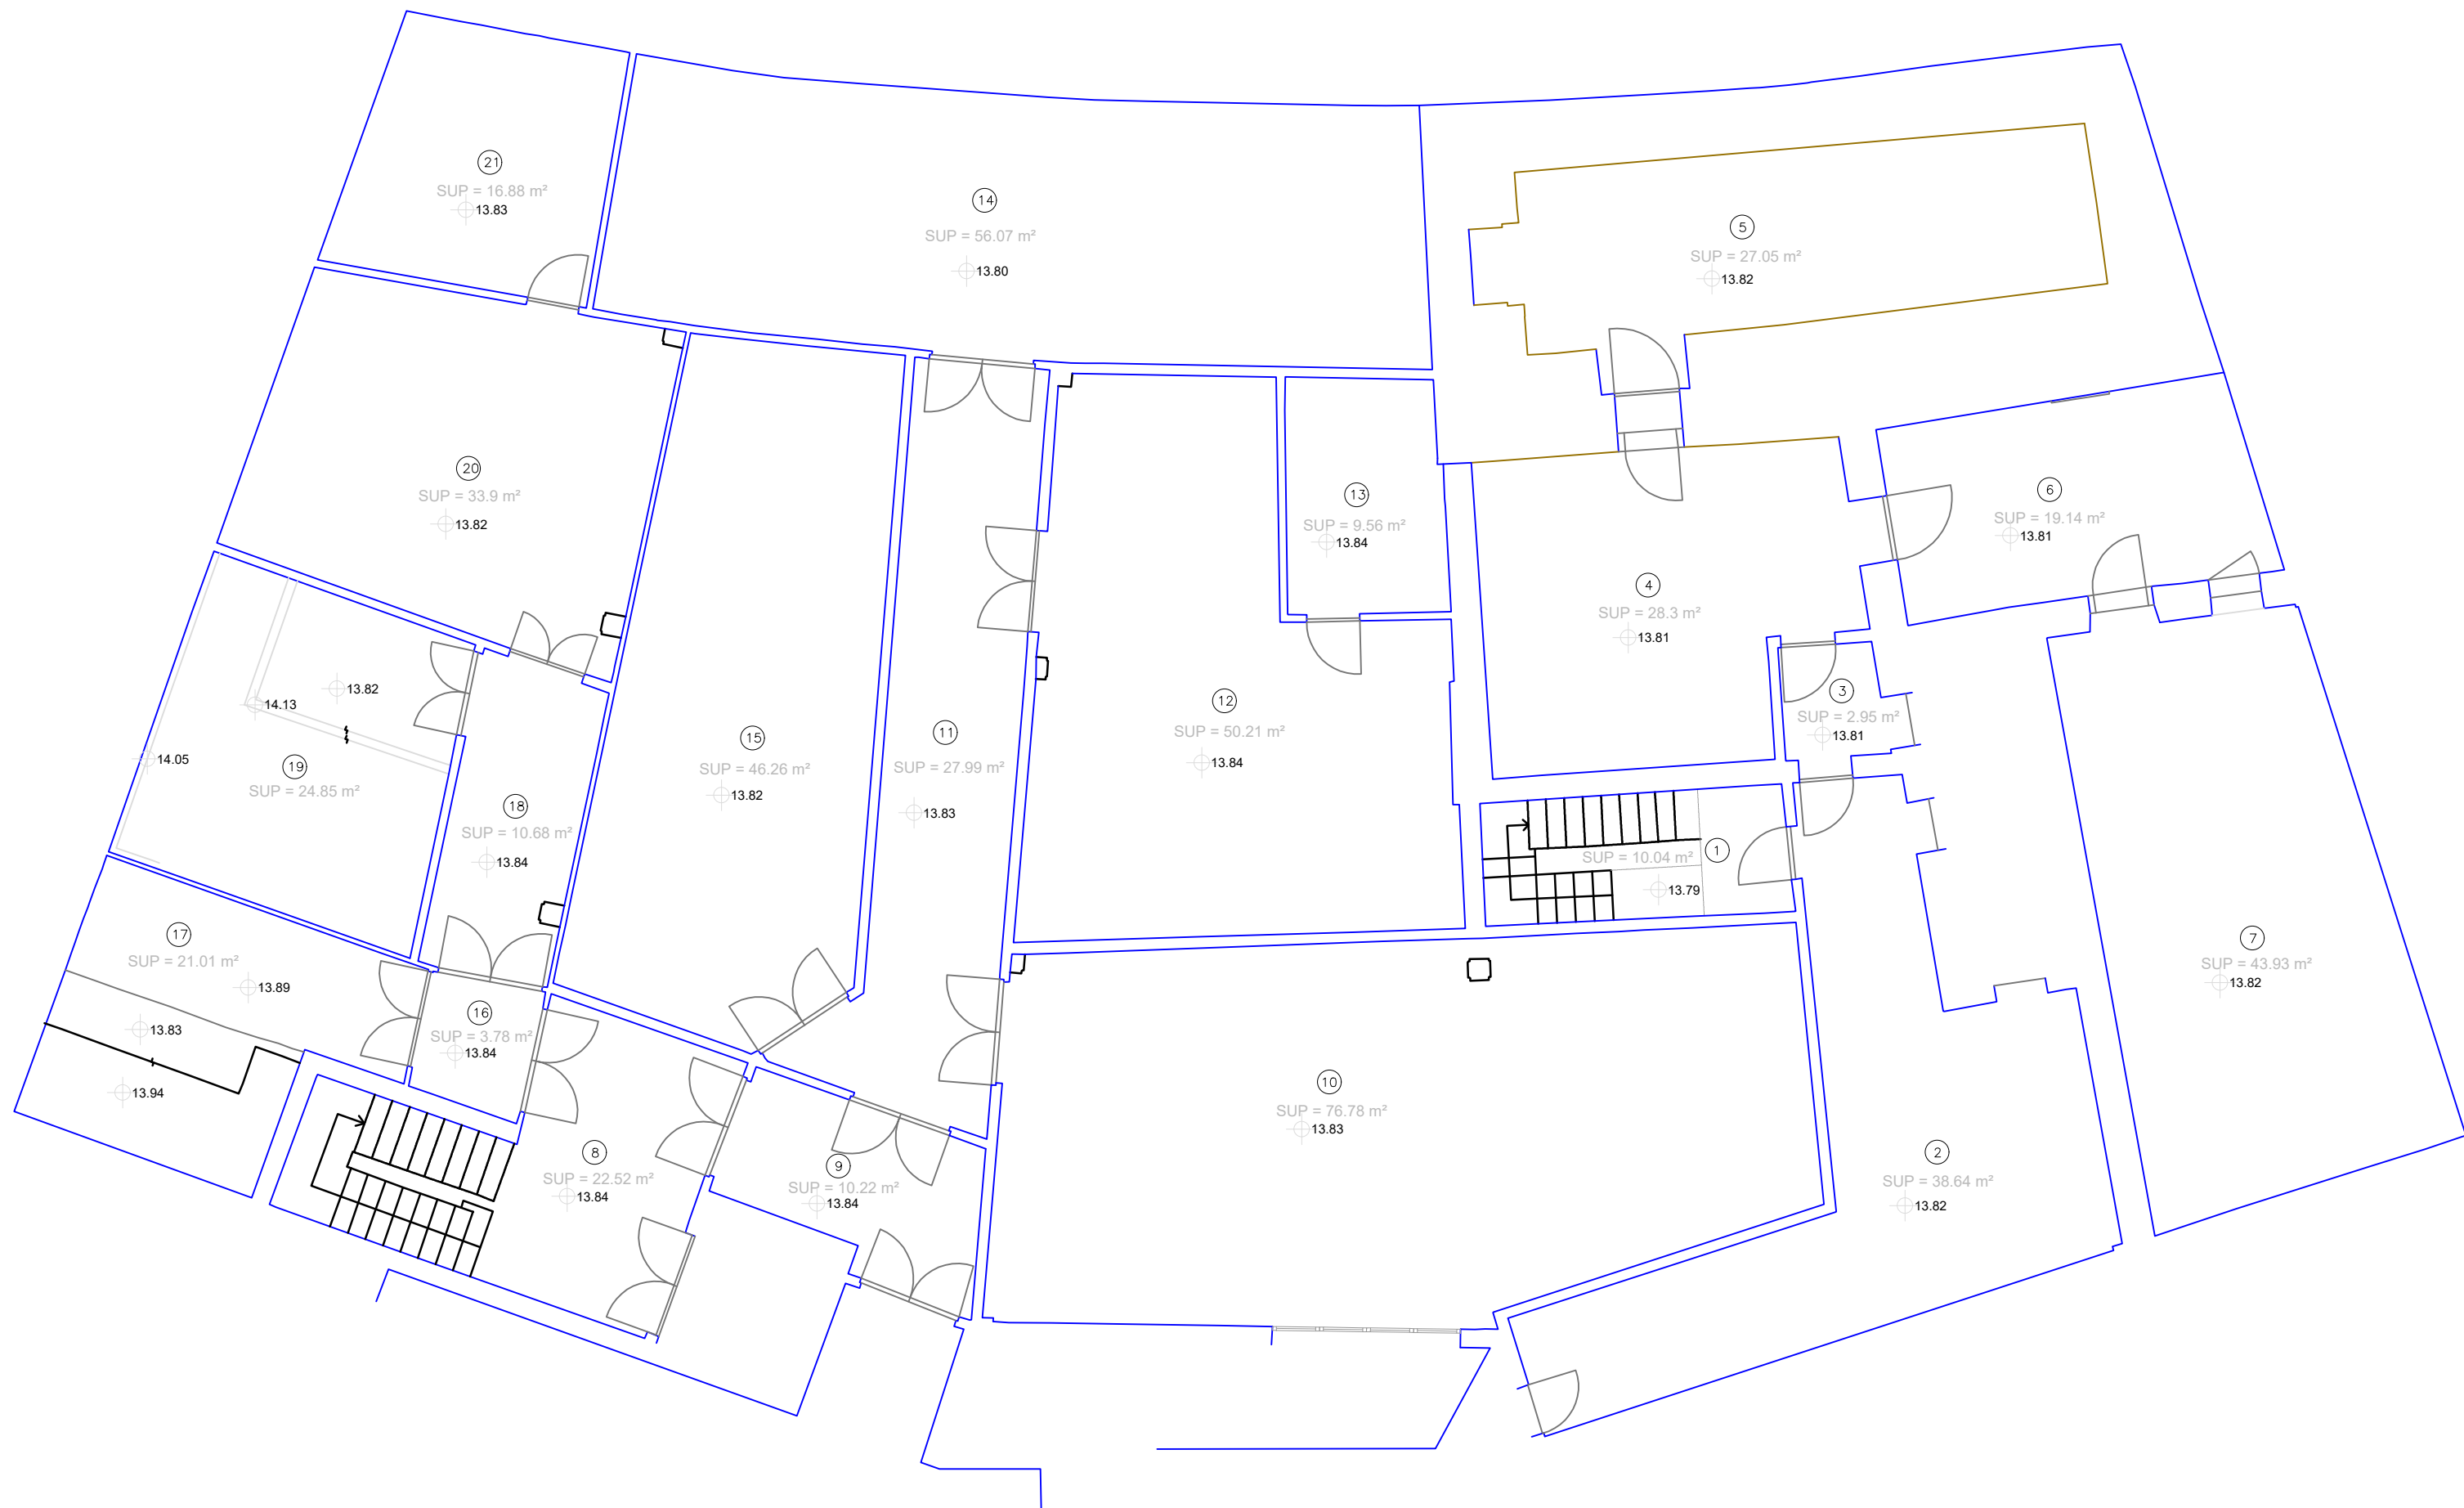 21
SUP = 16.88 m²
13.83
14
SUP = 56.07 m²
13.80
5
SUP = 27.05 m²
13.82
20
SUP = 33.9 m²
13.82
13
SUP = 9.56 m²
13.84
6
SUP = 19.14 m²
13.81
4
SUP = 28.3 m²
13.81
3
SUP = 2.95 m²
13.81
12
SUP = 50.21 m²
13.84
11
SUP = 27.99 m²
13.83
15
SUP = 46.26 m²
13.82
13.82
14.13
14.05
19
SUP = 24.85 m²
18
SUP = 10.68 m²
13.84
1
SUP = 10.04 m²
13.79
17
SUP = 21.01 m²
13.89
13.83
13.94
16
SUP = 3.78 m²
13.84
7
SUP = 43.93 m²
13.82
10
SUP = 76.78 m²
13.83
8
SUP = 22.52 m²
13.84
9
SUP = 10.22 m²
13.84
2
SUP = 38.64 m²
13.82